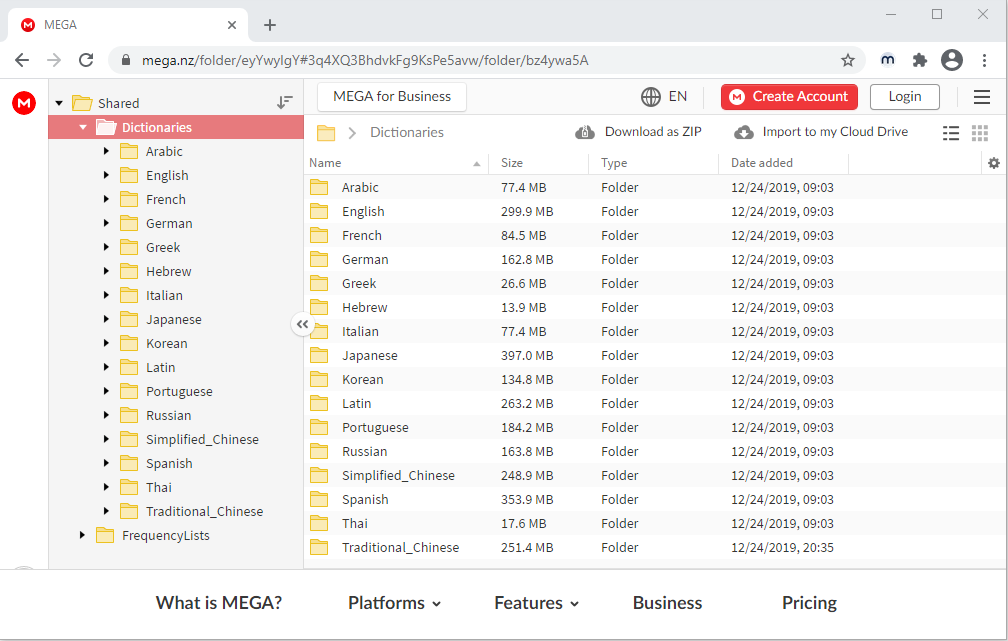 MEGA
mega.nz/folder/eyYwyIgY#3q4XQ3BhdvkFg9KsPe5avw/folder/bz4ywa5A
m
M
Shared
MEGA for Business
EN
M Create Account
Login
Dictionaries
Dictionaries
Download as ZIP
Import to my Cloud Drive
Name Size Type Date added
Arabic
English
French
German
Greek
Hebrew
Italian
Japanese
Korean
Latin
Portuguese
Russian
Simplified_Chinese
Spanish
Thai
Traditional_Chinese
FrequencyLists
Arabic 77.4 MB Folder 12/24/2019, 09:03
English 299.9 MB Folder 12/24/2019, 09:03
French 84.5 MB Folder 12/24/2019, 09:03
German 162.8 MB Folder 12/24/2019, 09:03
Greek 26.6 MB Folder 12/24/2019, 09:03
Hebrew 13.9 MB Folder 12/24/2019, 09:03
Italian 77.4 MB Folder 12/24/2019, 09:03
Japanese 397.0 MB Folder 12/24/2019, 09:03
Korean 134.8 MB Folder 12/24/2019, 09:03
Latin 263.2 MB Folder 12/24/2019, 09:03
Portuguese 184.2 MB Folder 12/24/2019, 09:03
Russian 163.8 MB Folder 12/24/2019, 09:03
Simplified_Chinese 248.9 MB Folder 12/24/2019, 09:03
Spanish 353.9 MB Folder 12/24/2019, 09:03
Thai 17.6 MB Folder 12/24/2019, 09:03
Traditional_Chinese 251.4 MB Folder 12/24/2019, 20:35
What is MEGA? Platforms Features Business Pricing